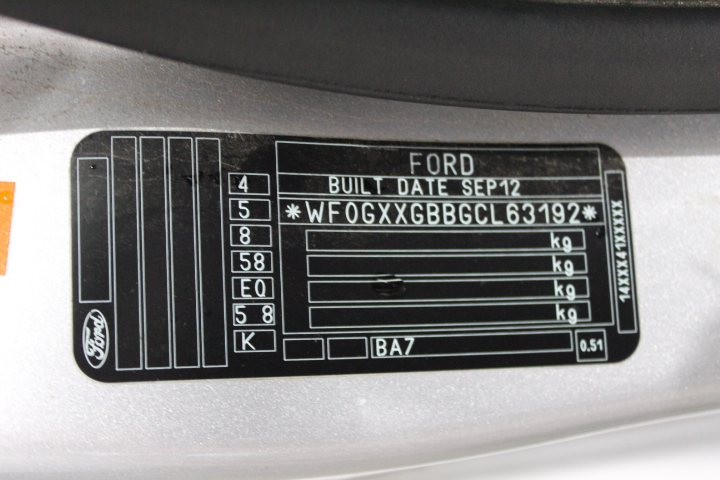 FORD
BUILT DATE SEP12
*WF0GXXGBBGCL63192*
kg
kg
kg
kg
4
5
8
58
EQ
5 8
K
BA7
0.51
14XXX41XXXXX
Ford